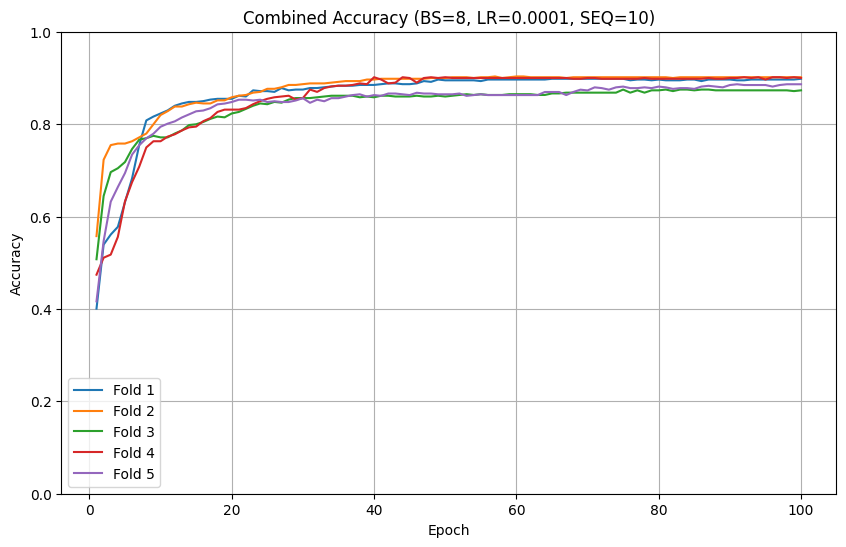 Combined Accuracy (BS=8, LR=0.0001, SEQ=10)
Accuracy
1.0
0.8
0.6
0.4
0.2
0.0
Fold 1
Fold 2
Fold 3
Fold 4
Fold 5
0 20 40 60 80 100
Epoch